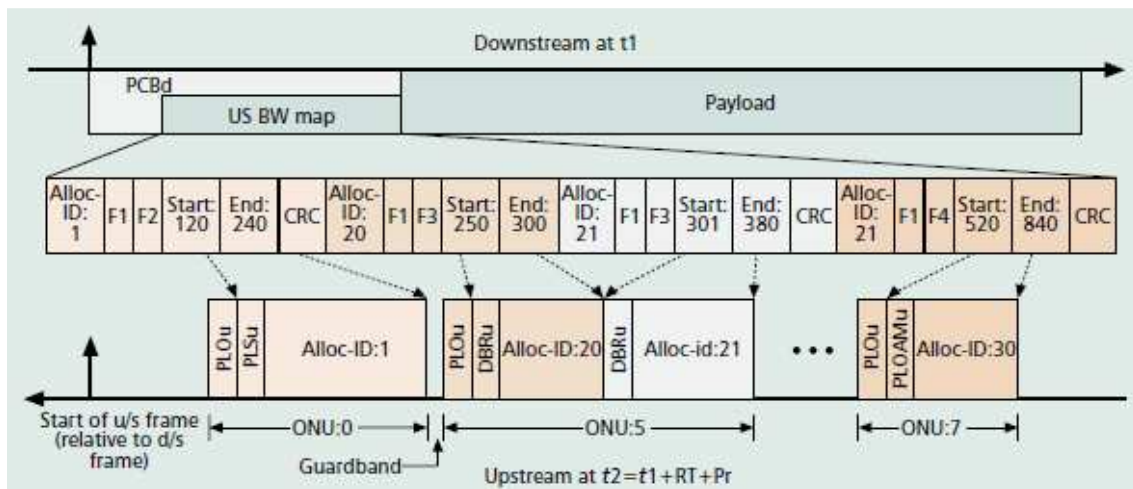 Downstream at t1
PCBd
US BW map
Payload
Alloc-
ID:
1
F1
F2
Start:
120
End:
240
CRC
Alloc-
ID:
20
F1
F3
Start:
250
End:
300
Alloc-
ID:
21
F1
F3
Start:
301
End:
380
CRC
Alloc-
ID:
21
F1
F4
Start:
520
End:
840
CRC
PLOu
PLSu
Alloc-ID:1
PLOu
DBRu
Alloc-ID:20
DBRu
Alloc-id:21
PLOu
PLOAMu
Alloc-ID:30
Start of u/s frame
(relative to d/s
frame)
ONU:0
ONU:5
ONU:7
Guardband
Upstream at t2=t1+RT+Pr